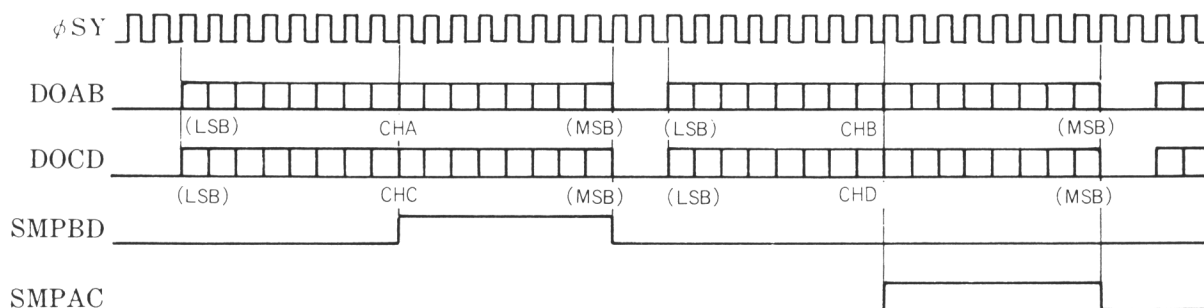 φSY
DOAB
(LSB) CHA (MSB) (LSB) CHB (MSB)
DOCD
(LSB) CHC (MSB) (LSB) CHD (MSB)
SMPBD
SMPAC